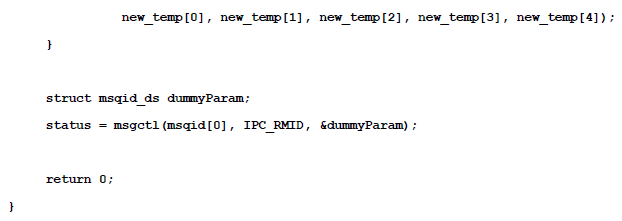 new_temp[0], new_temp[1], new_temp[2], new_temp[3], new_temp[4]);
}
struct msqid_ds dummyParam;
status = msgctl(msqid[0], IPC_RMID, &dummyParam);
return 0;
}